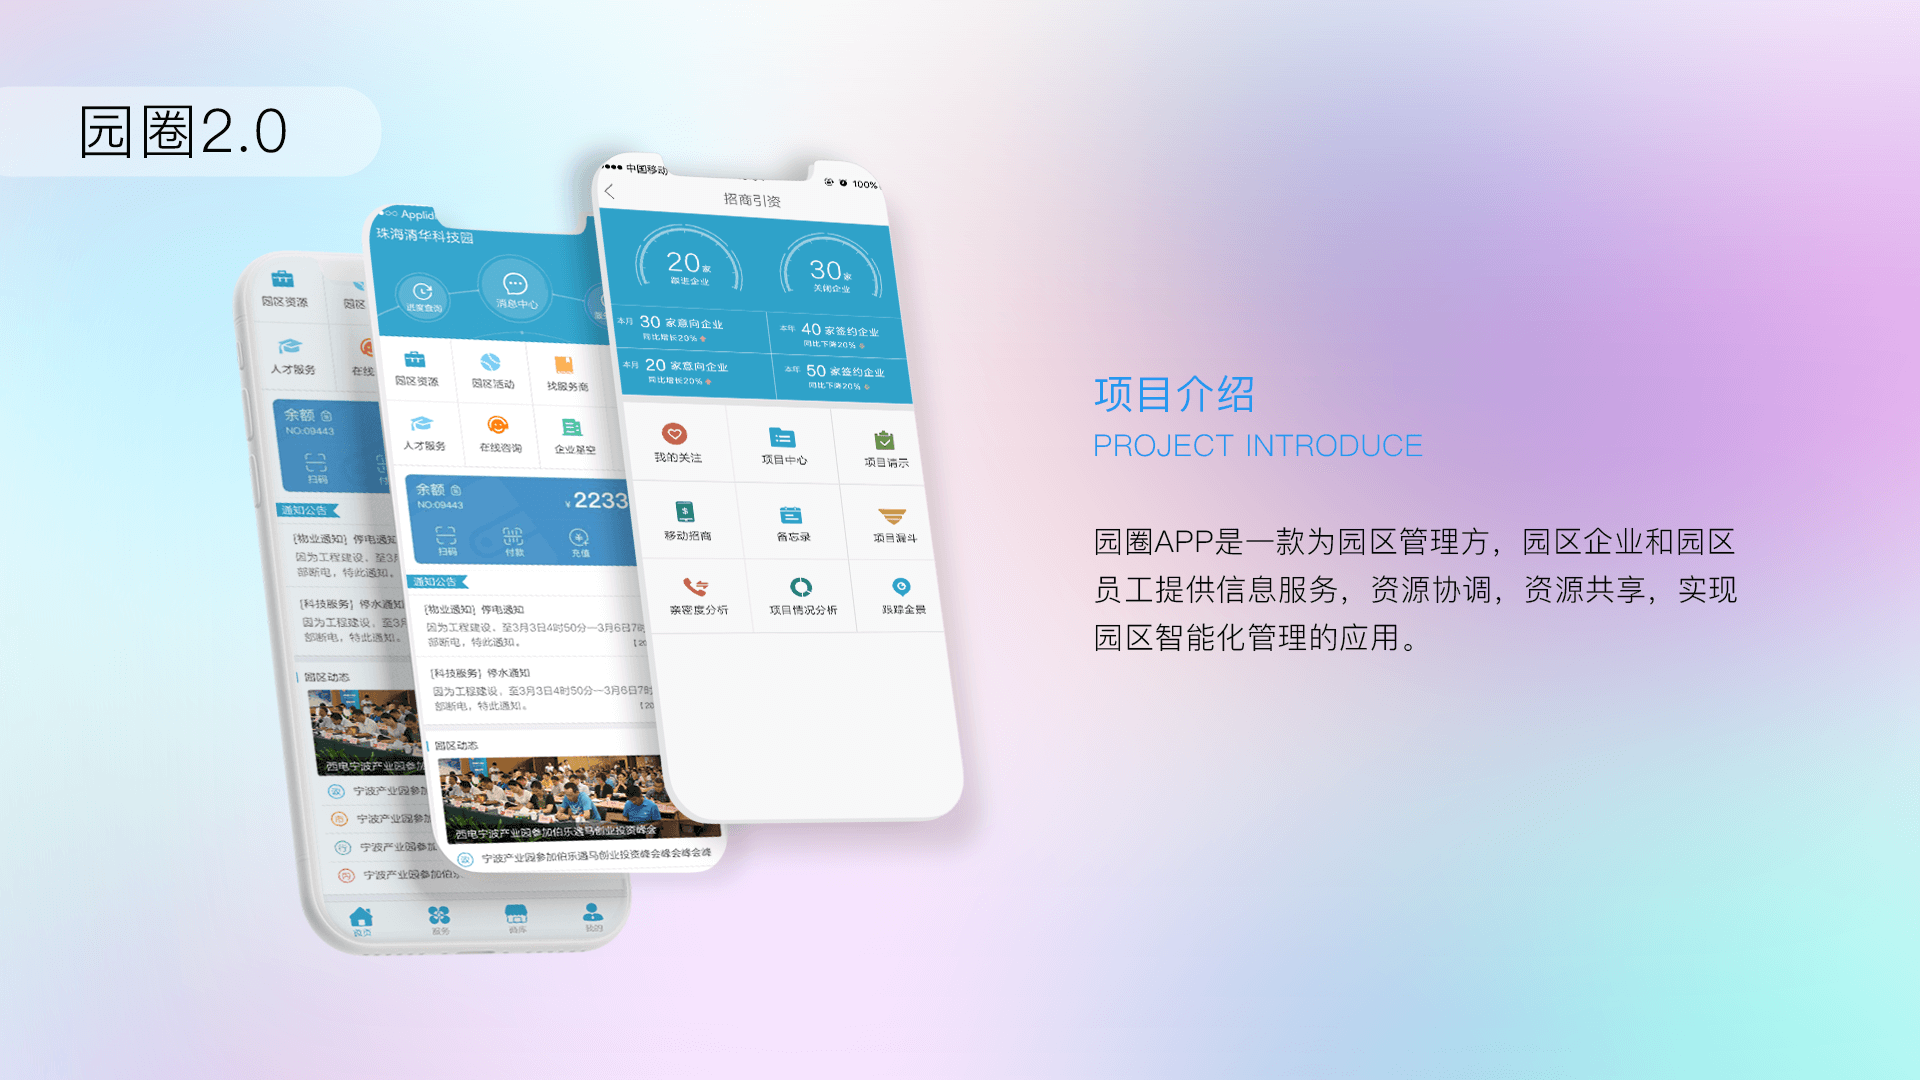 园圈2.0
项目介绍
PROJECT INTRODUCE
园圈APP是一款为园区管理方，园区企业和园区
员工提供信息服务，资源协调，资源共享，实现
园区智能化管理的应用。
中国移动
100%
招商引资
20家
跟进企业
30家
关闭企业
本月 30 家意向企业
同比增长20%
本年 40 家签约企业
同比下降20%
本月 20 家意向企业
同比增长20%
本年 50 家签约企业
同比下降20%
我的关注
项目中心
项目请示
移动招商
备忘录
项目漏斗
亲密度分析
项目情况分析
跟踪全景
珠海清华科技园
进度查询
消息中心
园区资源
园区活动
找服务商
人才服务
在线咨询
企业星空
余额
NO:09443
¥ 2233
扫码
付款
充值
通知公告
[物业通知] 停电通知
因为工程建设，至3月3日4时50分—3月6日7时
部断电，特此通知。
[科技服务] 停水通知
因为工程建设，至3月3日4时50分—3月6日7时
部断电，特此通知。
园区动态
西电宁波产业园参加伯乐遇马创业投资峰会
政 宁波产业园参加伯乐遇马创业投资峰会峰会峰会峰
园区资源
园区
人才服务
在线
余额
NO:09443
扫码
付
通知公告
[物业通知] 停电通知
因为工程建设，至3
部断电，特此通知。
[科技服务] 停水通知
因为工程建设，至3
部断电，特此通知。
园区动态
西电宁波产业园参
政 宁波产业园参加
市 宁波产业园参加
行 宁波产业园参加
内 宁波产业园参加伯乐
首页
服务
商库
我的